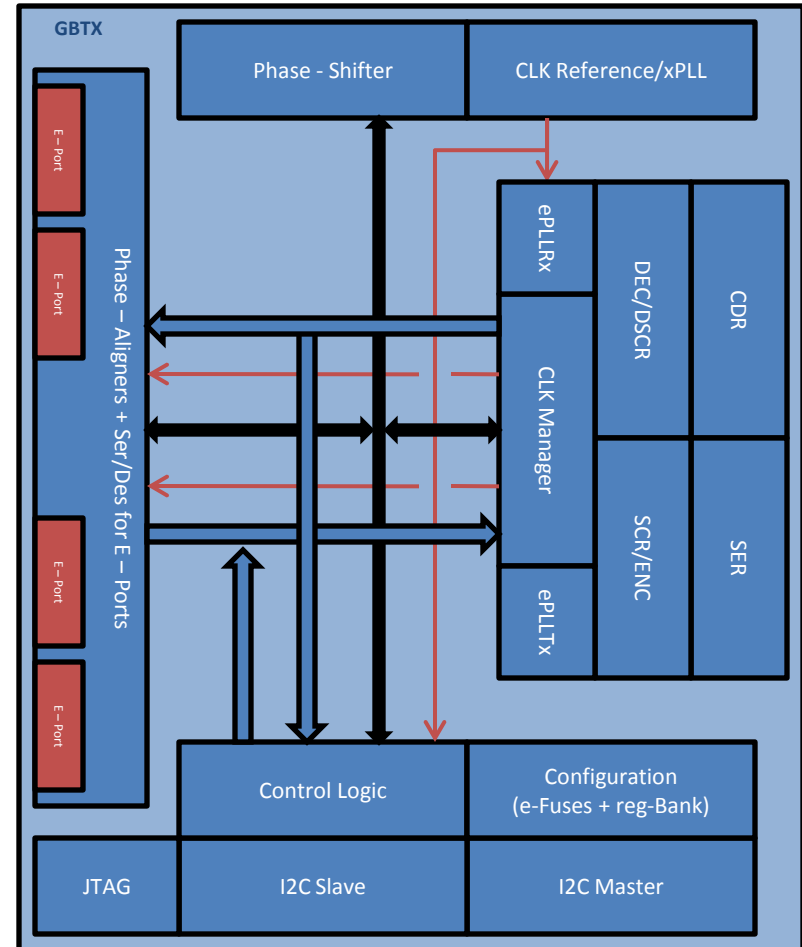 GBTX
Phase - Shifter
CLK Reference/xPLL
E – Port
E – Port
E – Port
E – Port
Phase – Aligners + Ser/Des for E – Ports
ePLLRx
CLK Manager
ePLLTx
DEC/DSCR
SCR/ENC
CDR
SER
Control Logic
Configuration
(e-Fuses + reg-Bank)
JTAG
I2C Slave
I2C Master